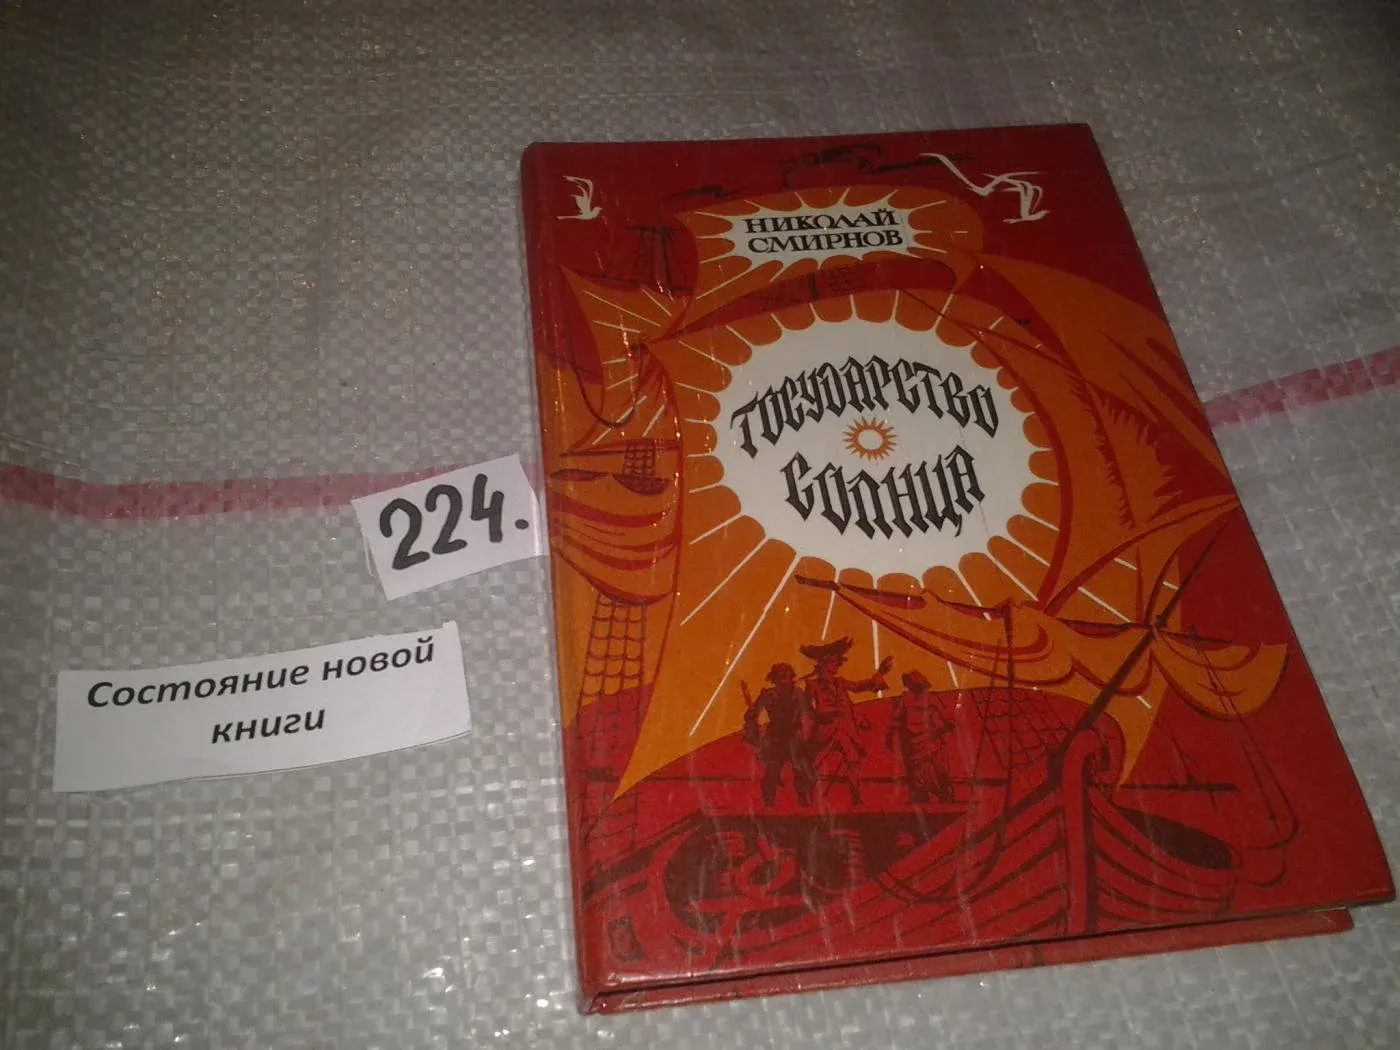 НИКОЛАЙ
СМИРНОВ
ГОСУДАРСТВО
СОЛНЦА
224.
Состояние новой
книги